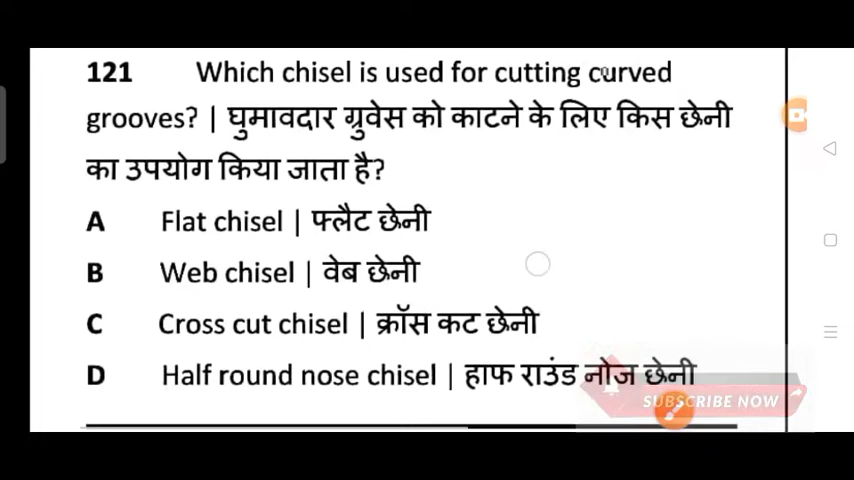 121 Which chisel is used for cutting curved
grooves? | घुमावदार ग्रुवेस को काटने के लिए किस छेनी
का उपयोग किया जाता है?
A Flat chisel | फ्लैट छेनी
B Web chisel | वेब छेनी
C Cross cut chisel | क्रॉस कट छेनी
D Half round nose chisel | हाफ राउंड नोज छेनी
SUBSCRIBE NOW